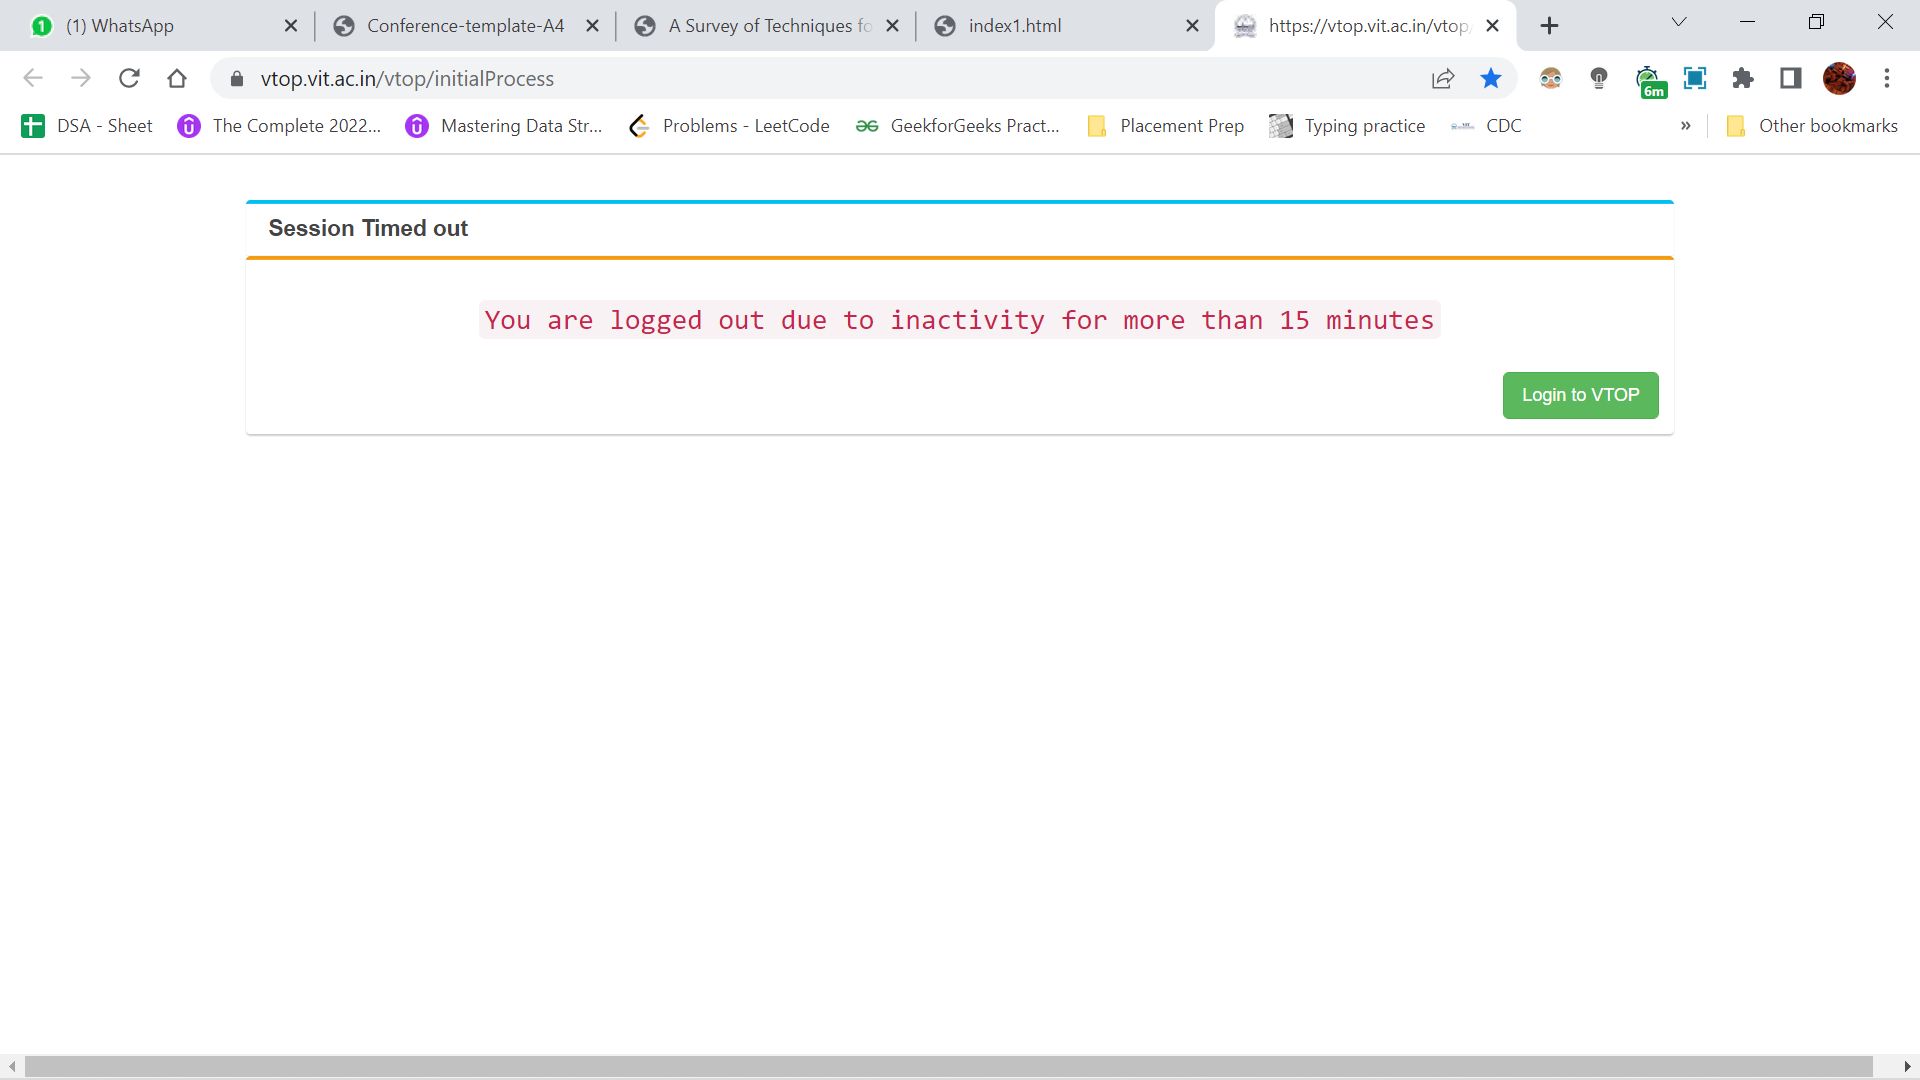 1 (1) WhatsApp Conference-template-A4 A Survey of Techniques fo index1.html https://vtop.vit.ac.in/vtop/
vtop.vit.ac.in/vtop/initialProcess 6m
DSA - Sheet The Complete 2022... Mastering Data Str... Problems - LeetCode GeekforGeeks Pract... Placement Prep Typing practice CDC » Other bookmarks
Session Timed out
You are logged out due to inactivity for more than 15 minutes
Login to VTOP